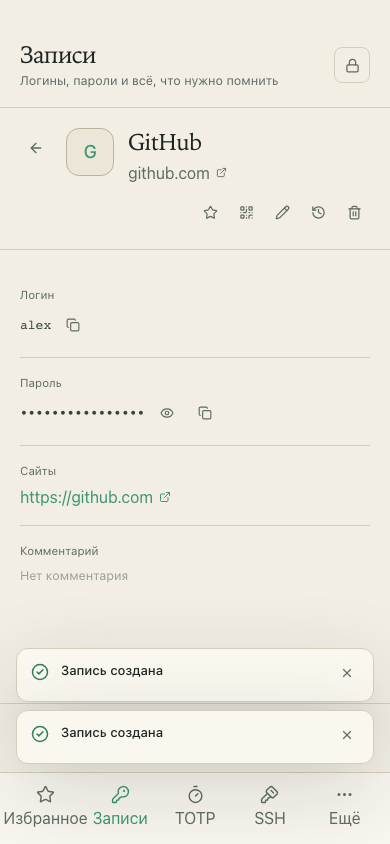 Записи
Логины, пароли и всё, что нужно помнить
G
GitHub
github.com
Логин
alex
Пароль
••••••••••••••••
Сайты
https://github.com
Комментарий
Нет комментария
Запись создана
Запись создана
Избранное Записи TOTP SSH Ещё